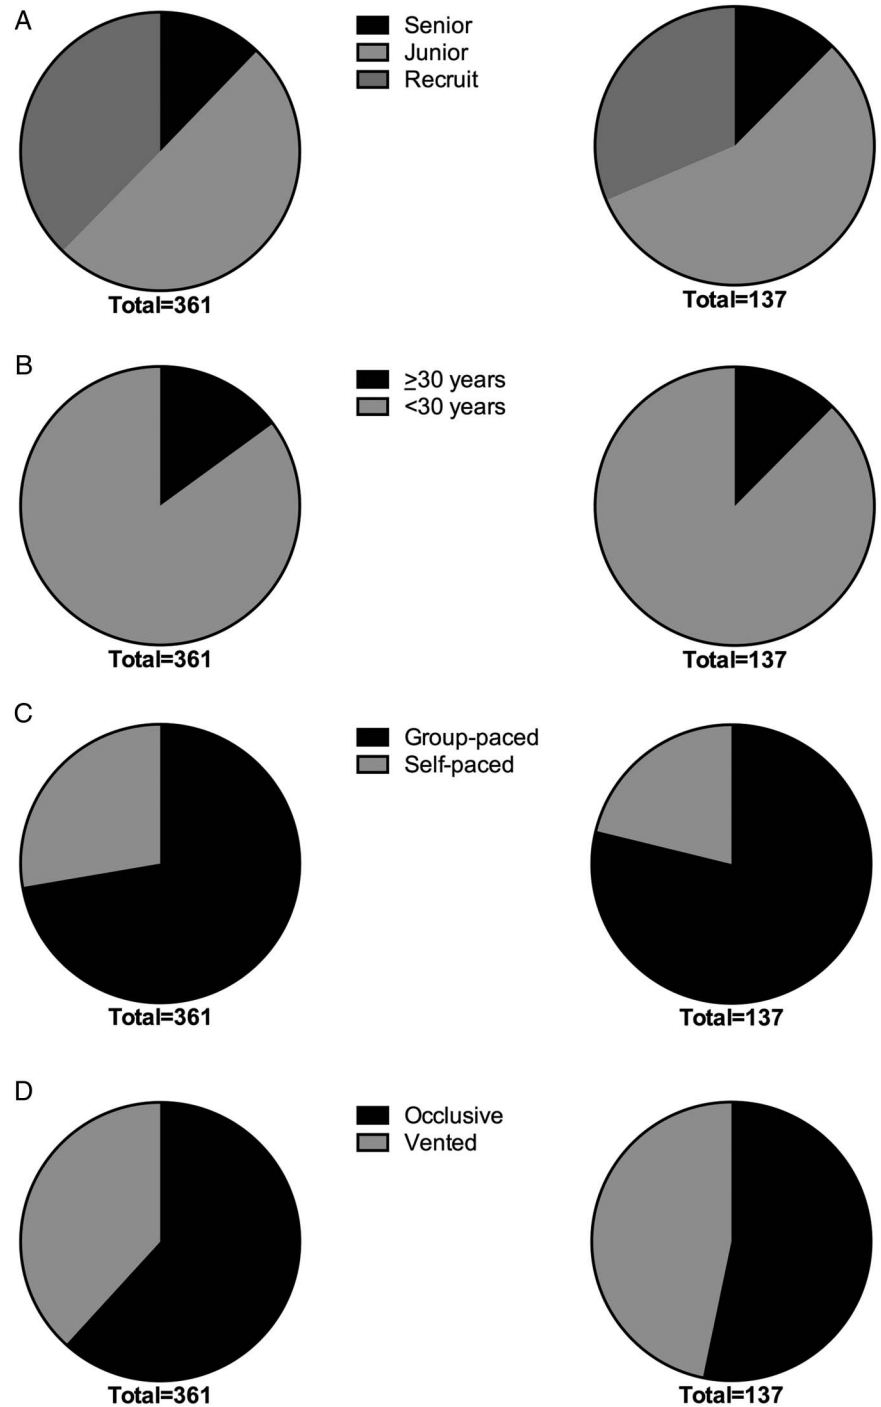 A
Senior
Junior
Recruit
Total=361
Total=137
B
≥30 years
<30 years
Total=361
Total=137
C
Group-paced
Self-paced
Total=361
Total=137
D
Occlusive
Vented
Total=361
Total=137